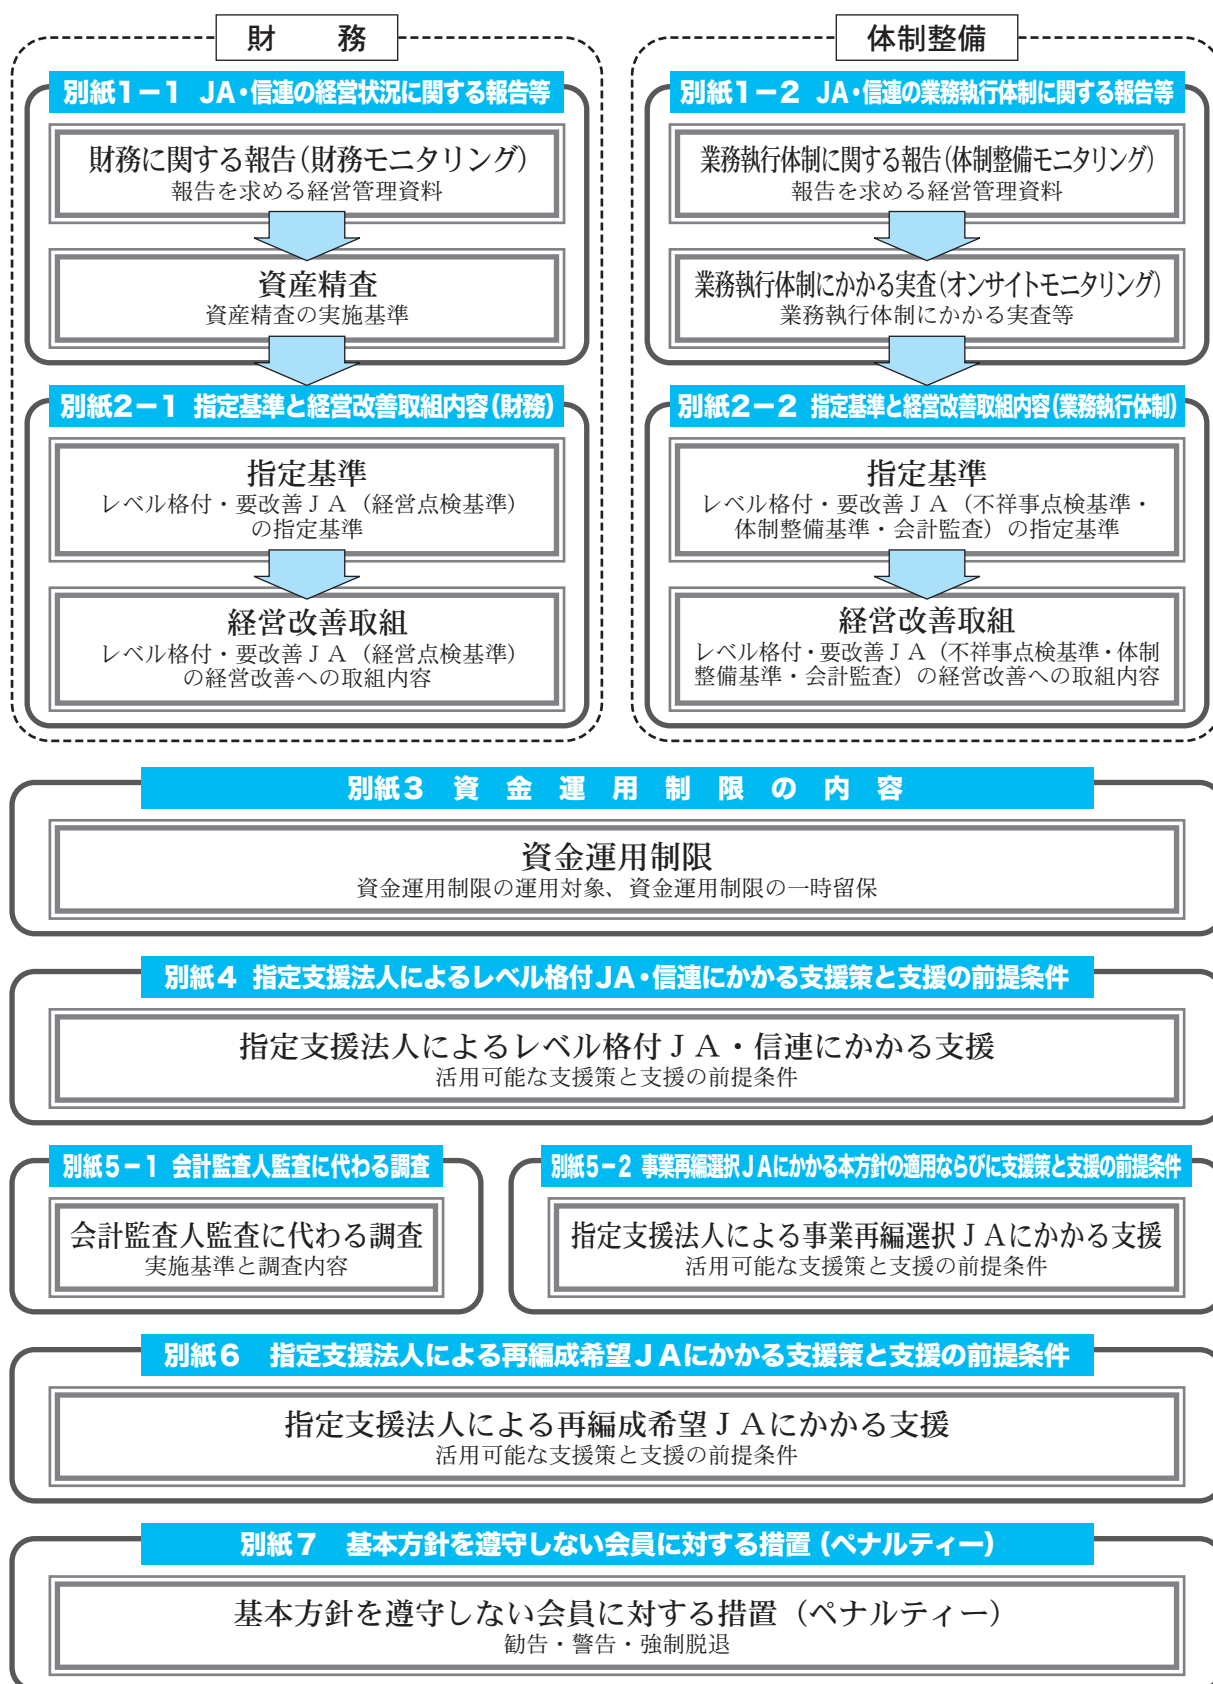 財　務
別紙1－1 JA・信連の経営状況に関する報告等
財務に関する報告（財務モニタリング）
報告を求める経営管理資料
資産精査
資産精査の実施基準
別紙2－1 指定基準と経営改善取組内容（財務）
指定基準
レベル格付・要改善ＪＡ（経営点検基準）
の指定基準
経営改善取組
レベル格付・要改善ＪＡ（経営点検基準）
の経営改善への取組内容
体制整備
別紙1－2 JA・信連の業務執行体制に関する報告等
業務執行体制に関する報告（体制整備モニタリング）
報告を求める経営管理資料
業務執行体制にかかる実査（オンサイトモニタリング）
業務執行体制にかかる実査等
別紙2－2 指定基準と経営改善取組内容（業務執行体制）
指定基準
レベル格付・要改善ＪＡ（不祥事点検基準・
体制整備基準・会計監査）の指定基準
経営改善取組
レベル格付・要改善ＪＡ（不祥事点検基準・体制
整備基準・会計監査）の経営改善への取組内容
別紙3　資金運用制限の内容
資金運用制限
資金運用制限の運用対象、資金運用制限の一時留保
別紙4 指定支援法人によるレベル格付JA・信連にかかる支援策と支援の前提条件
指定支援法人によるレベル格付ＪＡ・信連にかかる支援
活用可能な支援策と支援の前提条件
別紙5－1 会計監査人監査に代わる調査
会計監査人監査に代わる調査
実施基準と調査内容
別紙5－2 事業再編選択ＪＡにかかる本方針の適用ならびに支援策と支援の前提条件
指定支援法人による事業再編選択ＪＡにかかる支援
活用可能な支援策と支援の前提条件
別紙6　指定支援法人による再編成希望ＪＡにかかる支援策と支援の前提条件
指定支援法人による再編成希望ＪＡにかかる支援
活用可能な支援策と支援の前提条件
別紙7　基本方針を遵守しない会員に対する措置（ペナルティー）
基本方針を遵守しない会員に対する措置（ペナルティー）
勧告・警告・強制脱退